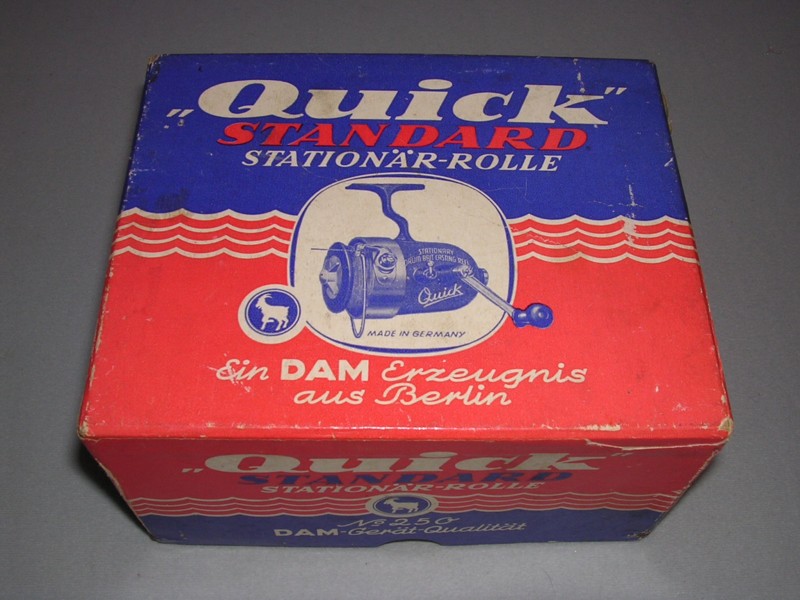 „Quick”
STANDARD
STATIONÄR-ROLLE
STATIONARY
Quick
MADE IN GERMANY
Ein DAM Erzeugnis
aus Berlin
„Quick”
STANDARD
STATIONÄR-ROLLE
No 250
DAM-Gerät-Qualität